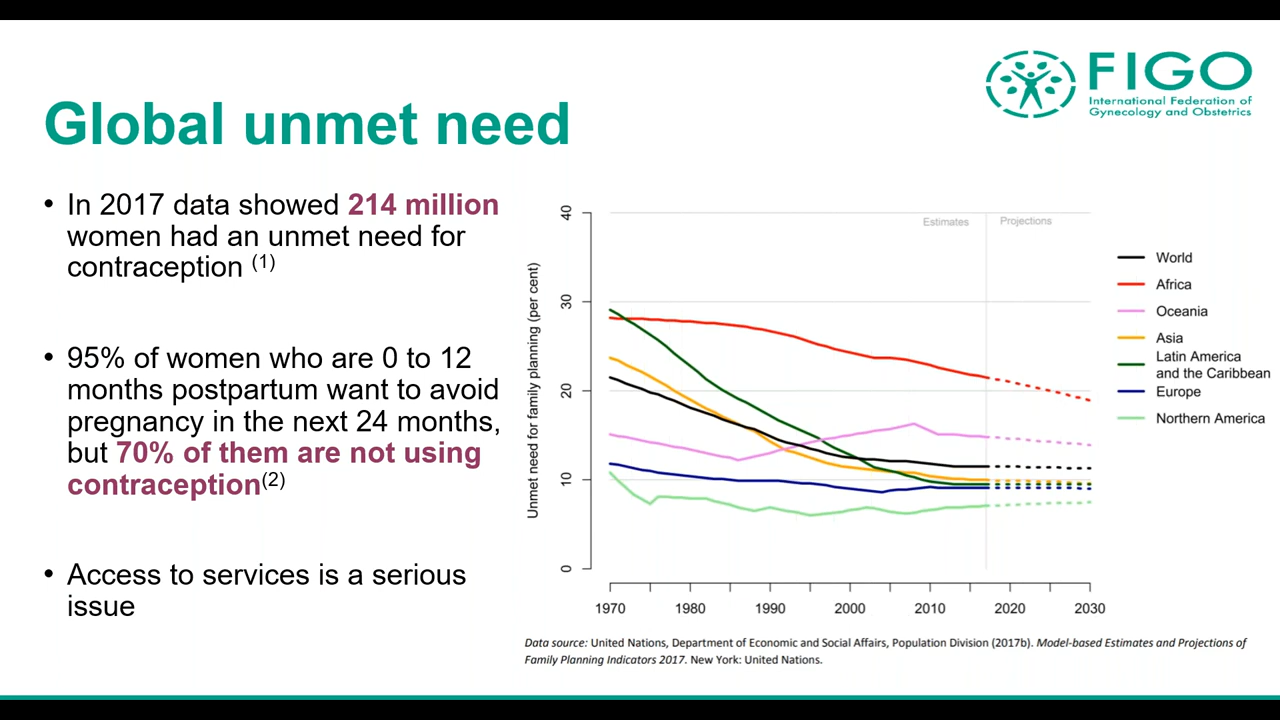 FIGO
International Federation of
Gynecology and Obstetrics
Global unmet need
• In 2017 data showed 214 million
women had an unmet need for
contraception (1)
• 95% of women who are 0 to 12
months postpartum want to avoid
pregnancy in the next 24 months,
but 70% of them are not using
contraception(2)
• Access to services is a serious
issue
Unmet need for family planning (per cent)
40
30
20
10
0
Estimates
Projections
1970 1980 1990 2000 2010 2020 2030
World
Africa
Oceania
Asia
Latin America
and the Caribbean
Europe
Northern America
Data source: United Nations, Department of Economic and Social Affairs, Population Division (2017b). Model-based Estimates and Projections of
Family Planning Indicators 2017. New York: United Nations.